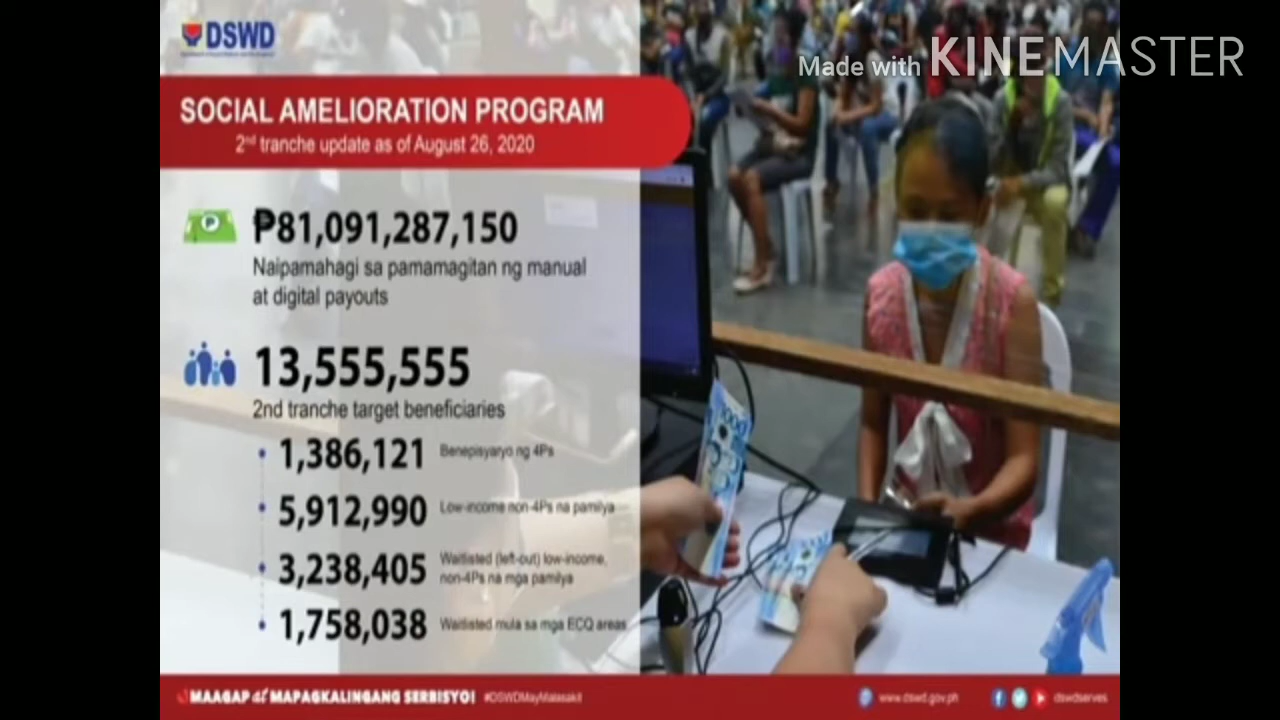 DSWD
Made with KINEMASTER
SOCIAL AMELIORATION PROGRAM
2nd tranche update as of August 26, 2020
₱81,091,287,150
Naipamahagi sa pamamagitan ng manual
at digital payouts
13,555,555
2nd tranche target beneficiaries
1,386,121 Benepisyaryo ng 4Ps
5,912,990 Low-income non-4Ps na pamilya
3,238,405 Waitlisted (left-out) low-income,
non-4Ps na mga pamilya
1,758,038 Waitlisted mula sa mga ECQ areas
MAAGAP at MAPAGKALINGANG SERBISYO! #DSWDMayMalasakit
www.dswd.gov.ph
dswdserves